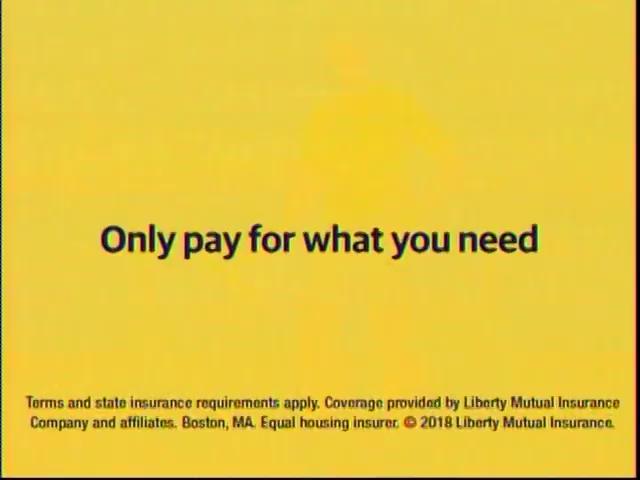 Only pay for what you need
Terms and state insurance requirements apply. Coverage provided by Liberty Mutual Insurance
Company and affiliates. Boston, MA. Equal housing insurer. © 2018 Liberty Mutual Insurance.